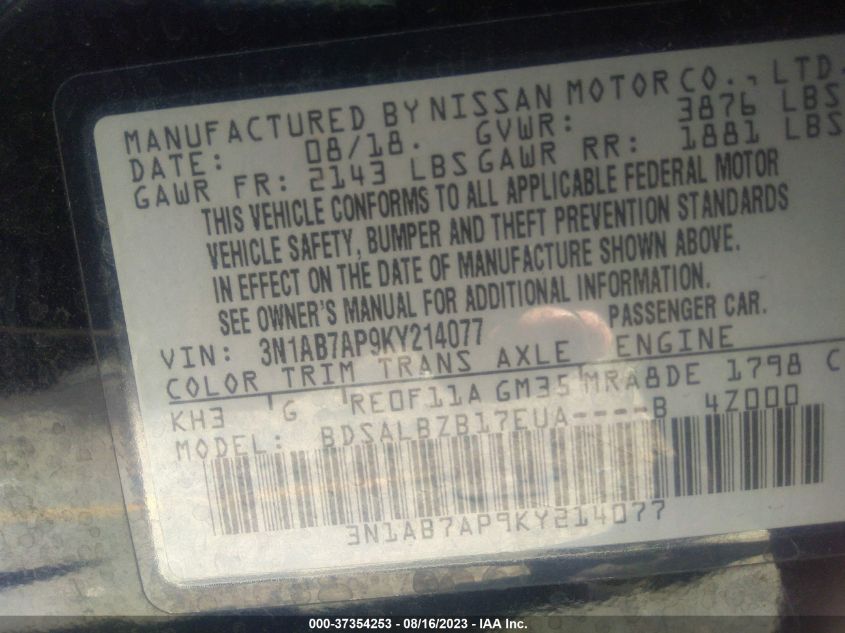 MANUFACTURED BY NISSAN MOTOR CO., LTD.
DATE: 08/18. GVWR: 3876 LBS
GAWR FR: 2143 LBS GAWR RR: 1881 LBS
THIS VEHICLE CONFORMS TO ALL APPLICABLE FEDERAL MOTOR
VEHICLE SAFETY, BUMPER AND THEFT PREVENTION STANDARDS
IN EFFECT ON THE DATE OF MANUFACTURE SHOWN ABOVE.
SEE OWNER'S MANUAL FOR ADDITIONAL INFORMATION.
VIN: 3N1AB7AP9KY214077 PASSENGER CAR.
COLOR TRIM TRANS AXLE ENGINE
KH3 G RE0F11A GM35 MRA8DE 1798 C
MODEL: BDSALBZB17EUA----B 4Z000
3N1AB7AP9KY214077
000-37354253 - 08/16/2023 - IAA Inc.